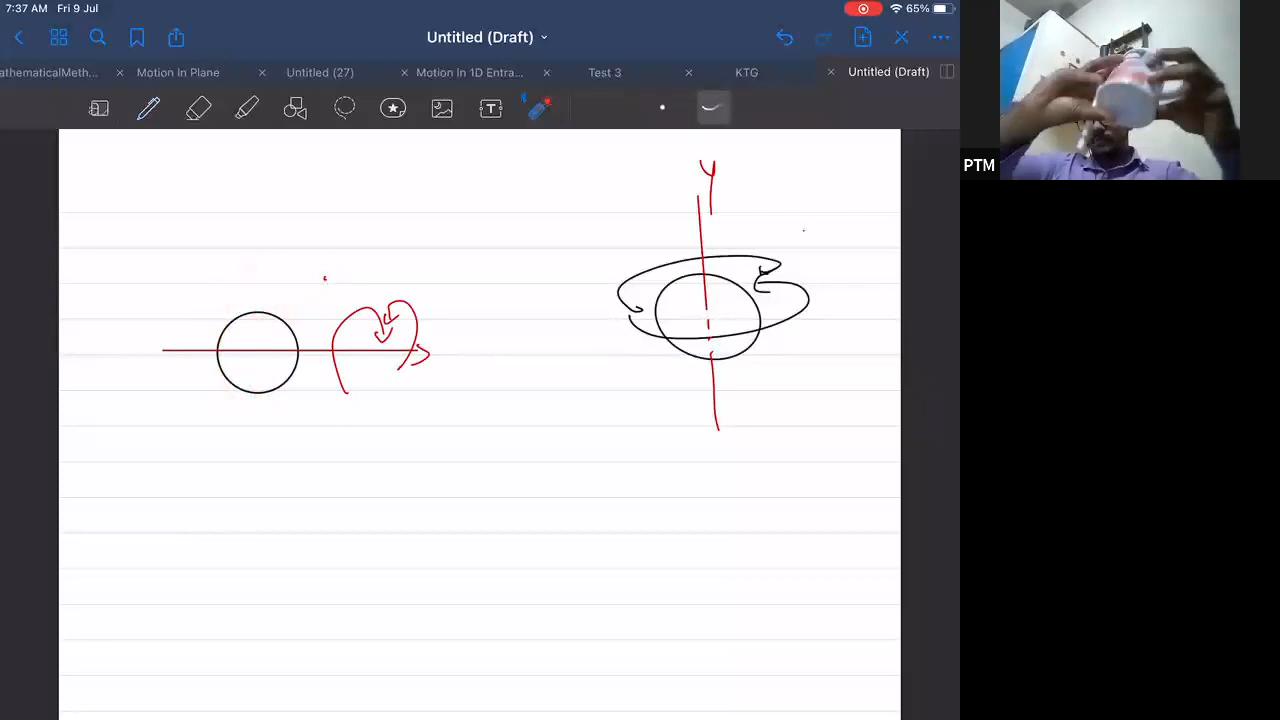 7:37 AM Fri 9 Jul
65%
Untitled (Draft)
athematicalMeth...
Motion In Plane
Untitled (27)
Motion In 1D Entra...
Test 3
KTG
Untitled (Draft)
T
y
PTM